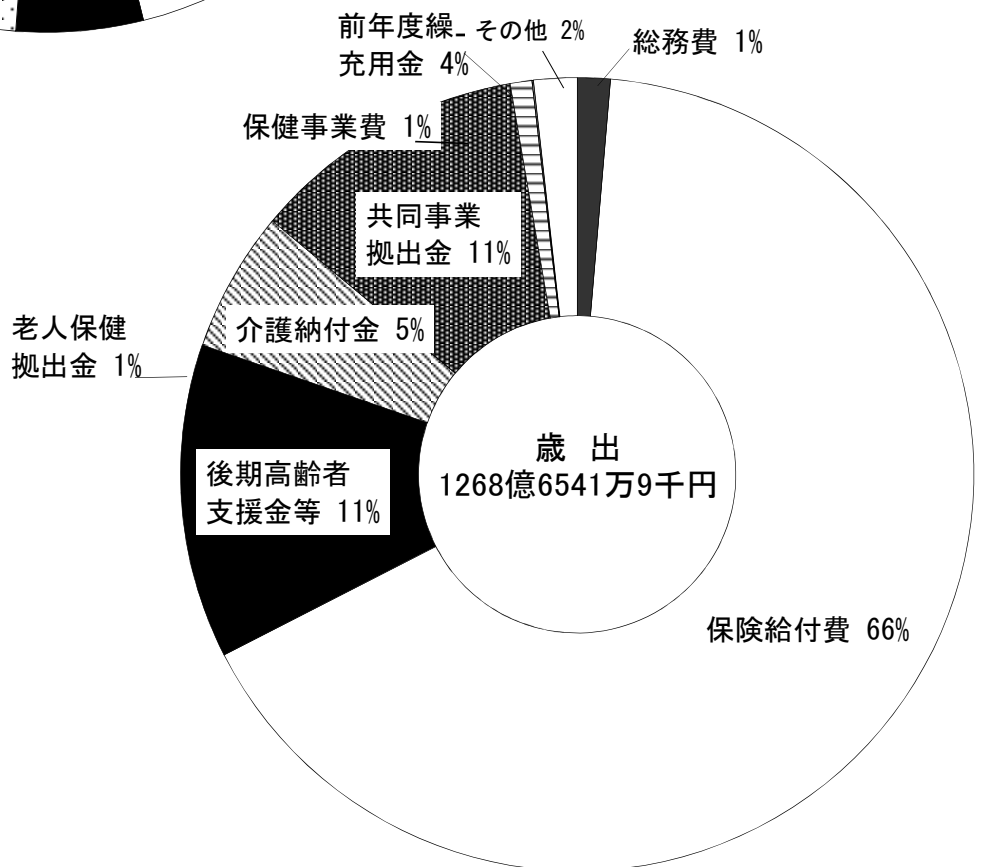 前年度繰
充用金 4%
その他 2%
総務費 1%
保健事業費 1%
共同事業
拠出金 11%
介護納付金 5%
老人保健
拠出金 1%
後期高齢者
支援金等 11%
歳 出
1268億6541万9千円
保険給付費 66%